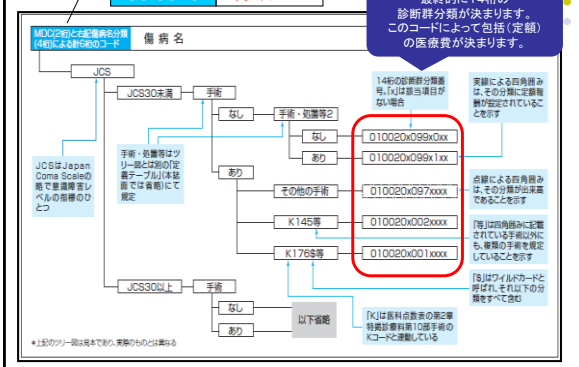 診断群分類が決まります。
このコードによって包括（定額）
の医療費が決まります。
MDC(2桁)と右配傷病名分類
(4桁)による計6桁のコード
傷病名
JCS
JCS30未満
手術
なし
手術・処置等2
なし
010020x099x0xx
あり
010020x099x1xx
あり
その他の手術
010020x097xxxx
K145等
010020x002xxxx
K176$等
010020x001xxxx
JCS30以上
手術
なし
あり
以下省略
JCSはJapan
Coma Scaleの
略で意識障害レ
ベルの指標のひ
とつ
手術・処置等はツ
リー図とは別の「定
義テーブル」（本誌
面では省略）にて
規定
14桁の診断群分類番
号。「x」は該当項目が
ない場合
実線による四角囲み
は、その分類に定額報
酬が設定されているこ
とを示す
点線による四角囲み
は、その分類が出来高
であることを示す
「等」は四角囲みに記載
されている手術以外に
も、複数の手術を規定
していることを示す
「$」はワイルドカードと
呼ばれ、それ以下の分
類をすべて含む
「K」は医科点数表の第2章
特掲診療料第10部手術の
Kコードと連動している
*上記のツリー図は見本であり、実際のものとは異なる